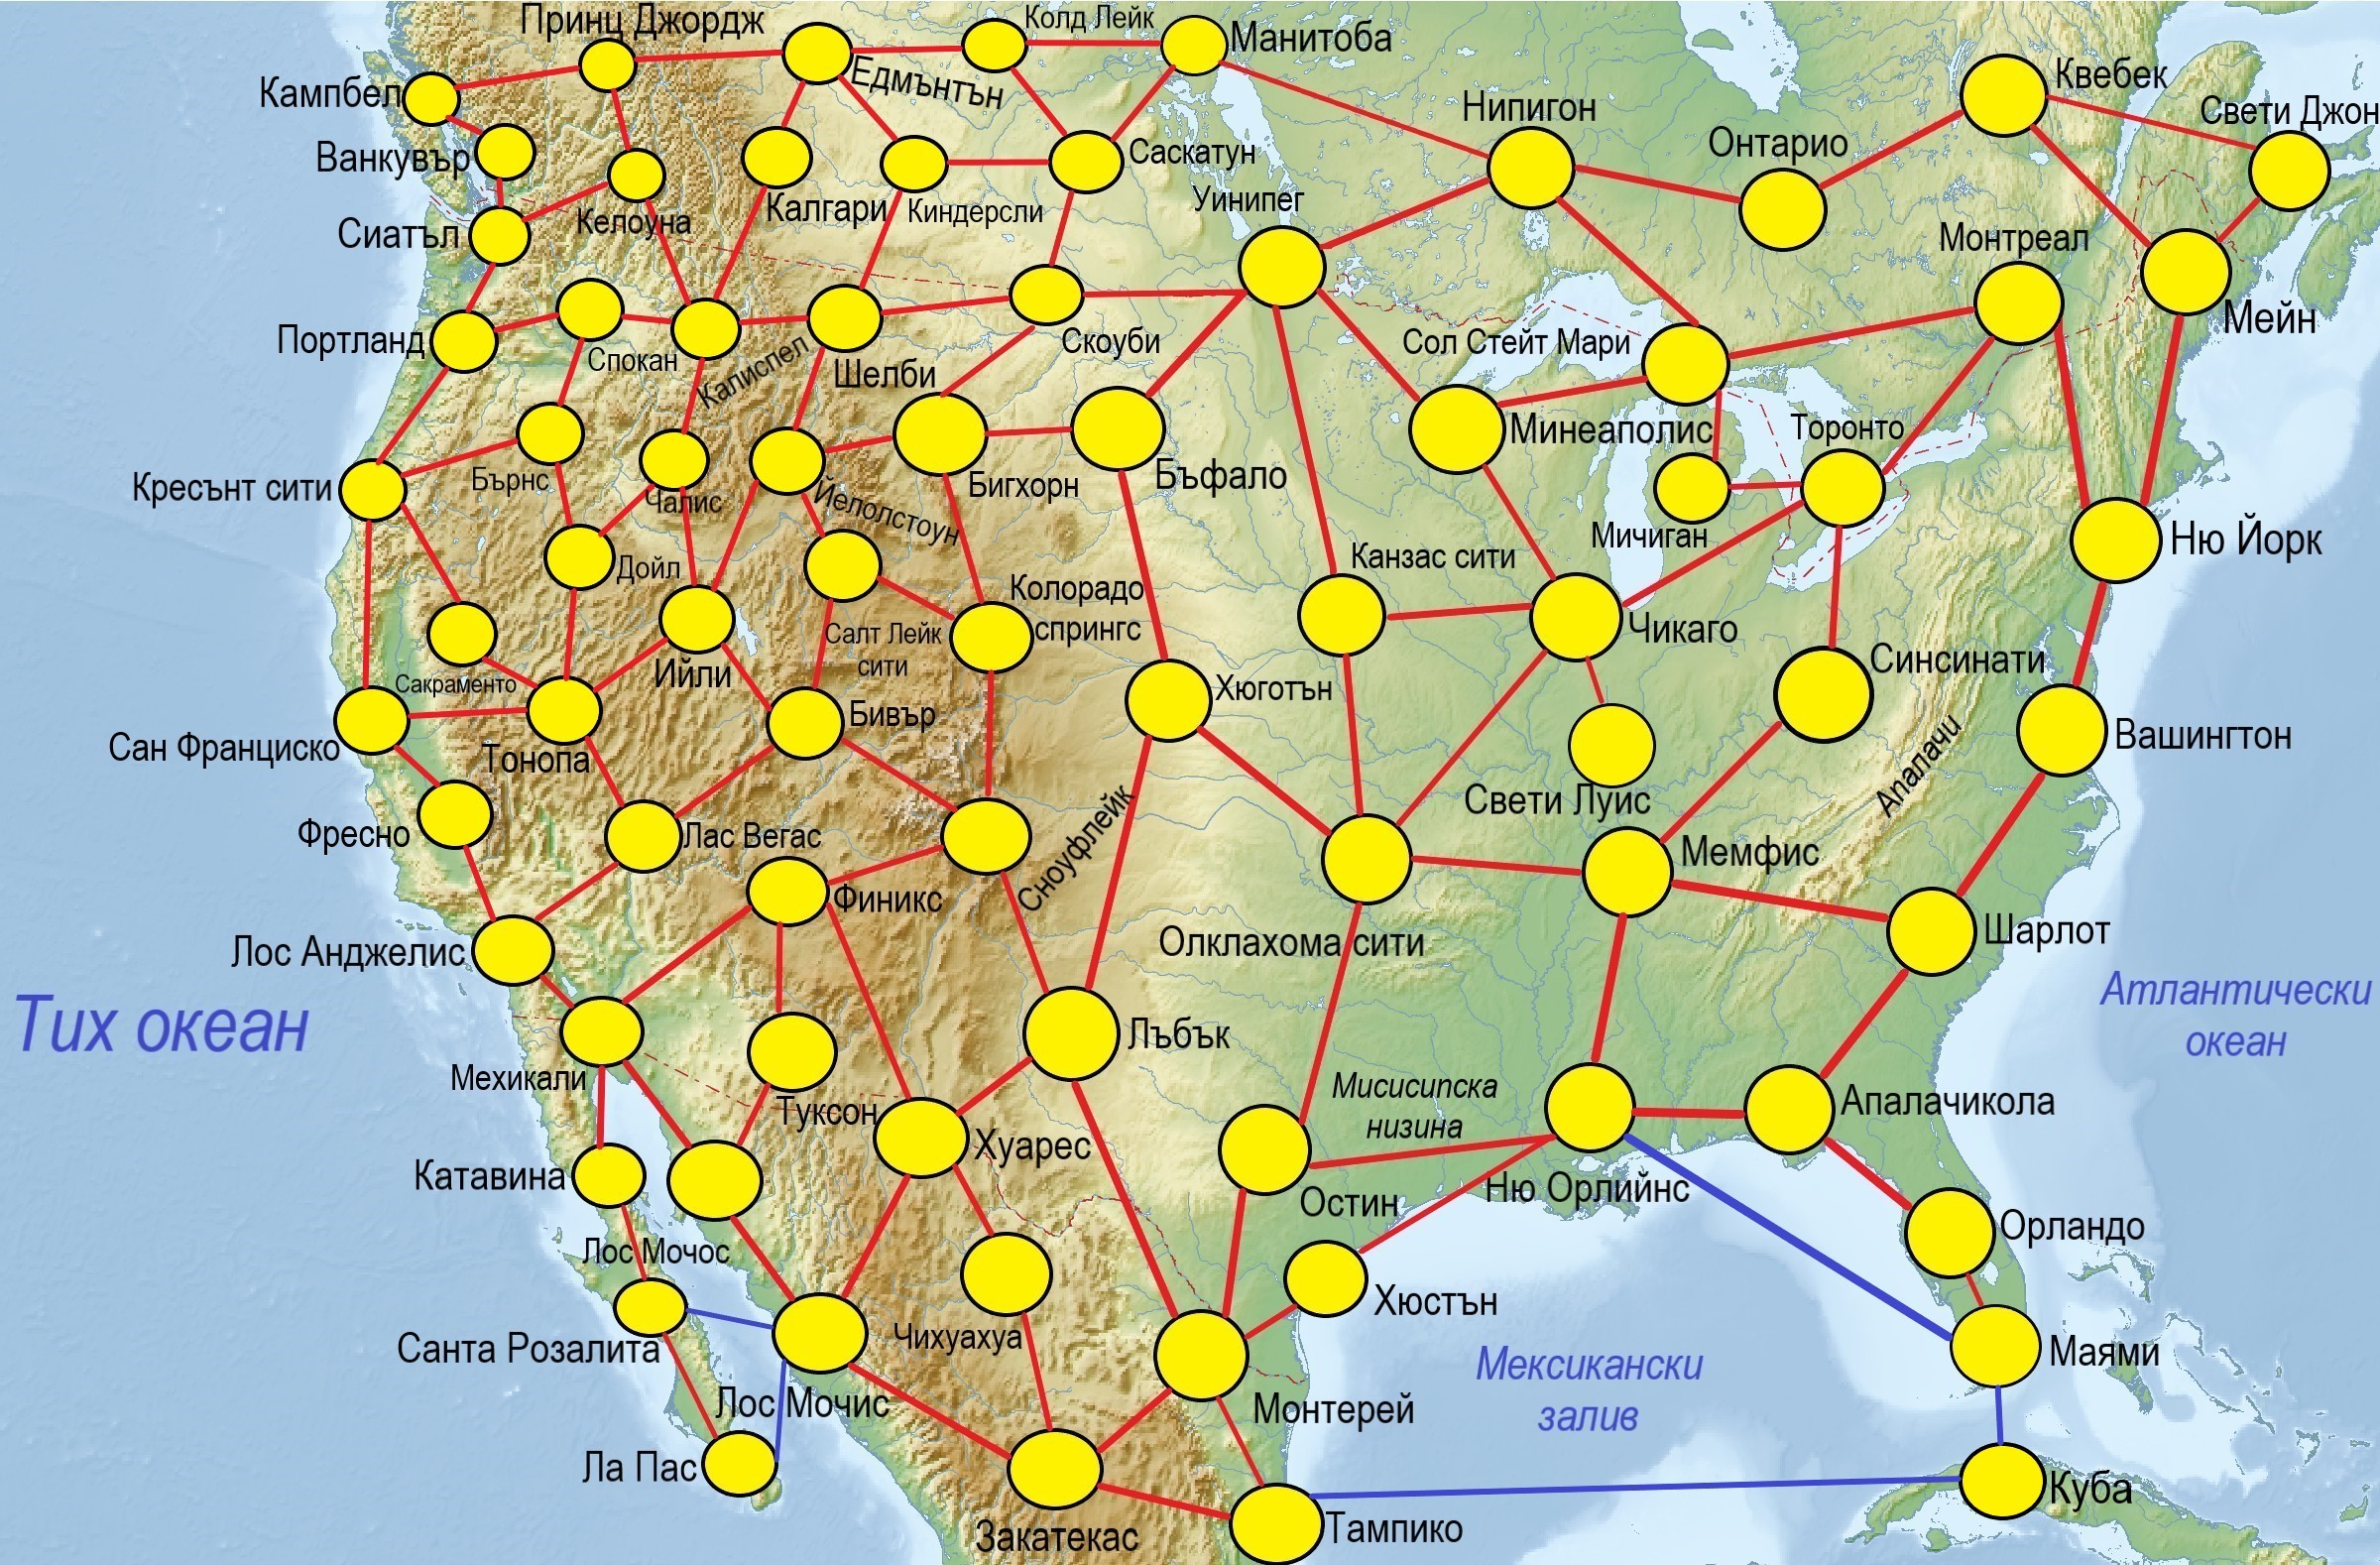 Принц Джордж
Колд Лейк
Манитоба
Кампбел
Едмънтън
Квебек
Нипигон
Свети Джон
Ванкувър
Саскатун
Онтарио
Келоуна
Калгари
Киндерсли
Уинипег
Сиатъл
Монтреал
Портланд
Спокан
Калиспел
Шелби
Скоуби
Сол Стейт Мари
Мейн
Кресънт сити
Бърнс
Чалис
Йелолстоун
Бигхорн
Бъфало
Минеаполис
Торонто
Мичиган
Ню Йорк
Дойл
Колорадо
спрингс
Канзас сити
Салт Лейк
сити
Чикаго
Сакраменто
Ийли
Хюготън
Синсинати
Сан Франциско
Тонопа
Бивър
Вашингтон
Апалачи
Свети Луис
Фресно
Лас Вегас
Сноуфлейк
Мемфис
Финикс
Лос Анджелис
Олклахома сити
Шарлот
Тих океан
Атлантически
океан
Лъбък
Мехикали
Туксон
Мисисипска
низина
Апалачикола
Хуарес
Катавина
Остин
Ню Орлийнс
Орландо
Лос Мочос
Хюстън
Санта Розалита
Чихуахуа
Мексикански
залив
Маями
Лос Мочис
Монтерей
Ла Пас
Закатекас
Тампико
Куба